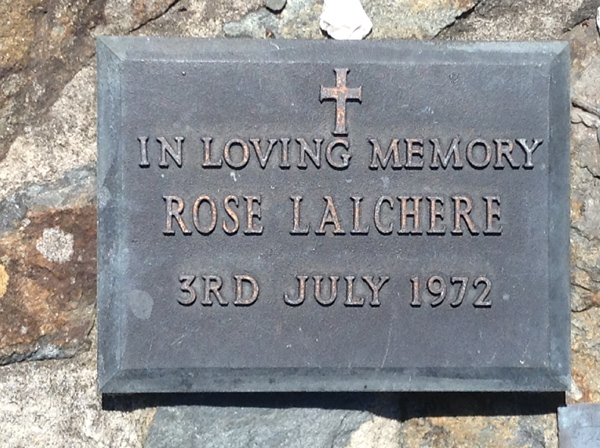 IN LOVING MEMORY
ROSE LALCHERE
3RD JULY 1972